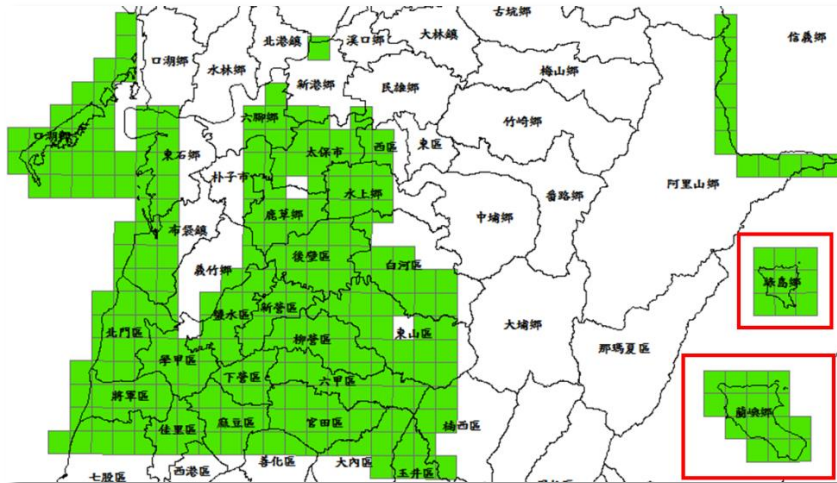 古坑鄉
信義鄉
口湖鄉
北港鎮
溪口鄉
大林鎮
水林鄉
梅山鄉
新港鄉
民雄鄉
六腳鄉
竹崎鄉
口湖鄉
東石鄉
太保市
西區
東區
朴子市
水上鄉
番路鄉
阿里山鄉
鹿草鄉
中埔鄉
布袋鎮
後壁區
白河區
義竹鄉
綠島鄉
鹽水區
新營區
北門區
柳營區
東山區
大埔鄉
那瑪夏區
學甲區
下營區
六甲區
將軍區
蘭嶼鄉
佳里區
麻豆區
官田區
楠西區
七股區
西港區
善化區
大內區
玉井區